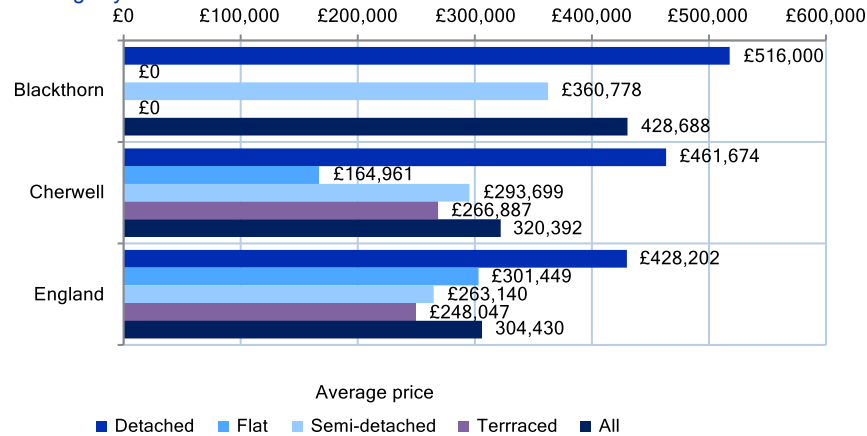 £0 £100,000 £200,000 £300,000 £400,000 £500,000 £600,000
£516,000
£0
Blackthorn £360,778
£0
428,688
£461,674
£164,961
Cherwell £293,699
£266,887
320,392
£428,202
£301,449
England £263,140
£248,047
304,430
Average price
Detached Flat Semi-detached Terrraced All